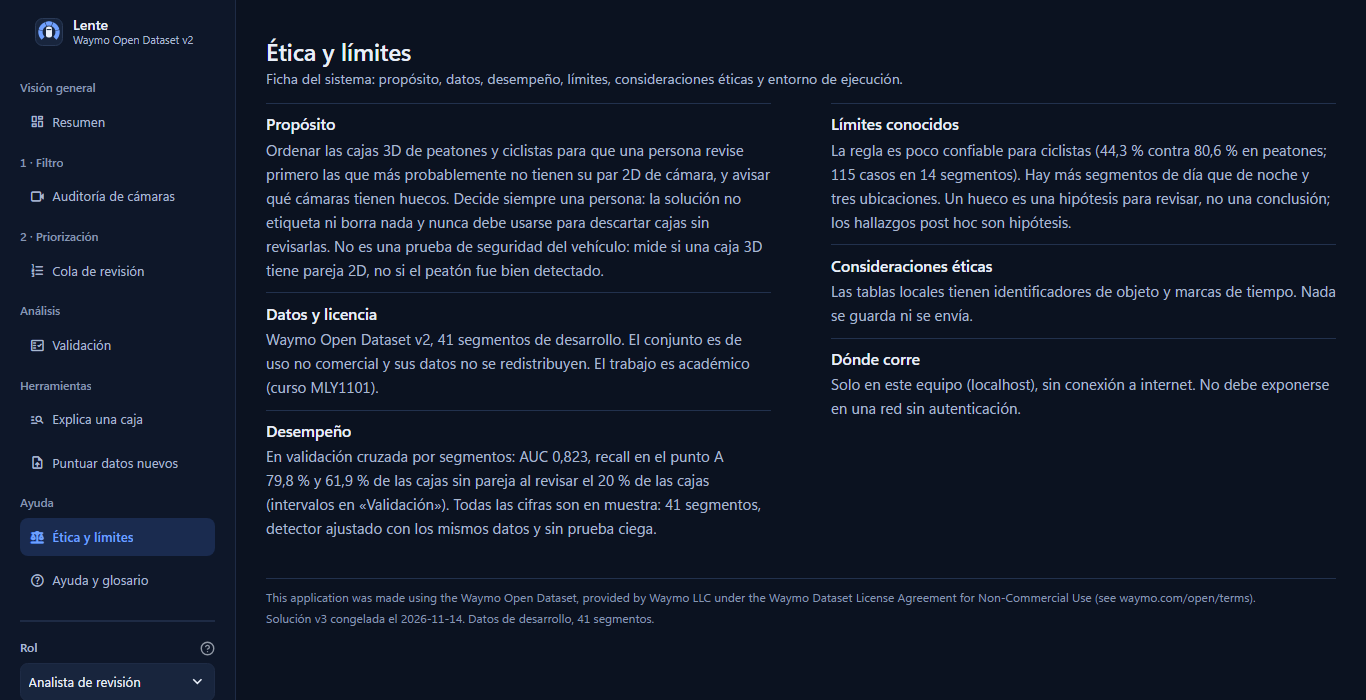 Lente
Waymo Open Dataset v2
Visión general
Resumen
1 · Filtro
Auditoría de cámaras
2 · Priorización
Cola de revisión
Análisis
Validación
Herramientas
Explica una caja
Puntuar datos nuevos
Ayuda
Ética y límites
Ayuda y glosario
Rol
Analista de revisión
Ética y límites
Ficha del sistema: propósito, datos, desempeño, límites, consideraciones éticas y entorno de ejecución.
Propósito
Ordenar las cajas 3D de peatones y ciclistas para que una persona revise
primero las que más probablemente no tienen su par 2D de cámara, y avisar
qué cámaras tienen huecos. Decide siempre una persona: la solución no
etiqueta ni borra nada y nunca debe usarse para descartar cajas sin
revisarlas. No es una prueba de seguridad del vehículo: mide si una caja 3D
tiene pareja 2D, no si el peatón fue bien detectado.
Datos y licencia
Waymo Open Dataset v2, 41 segmentos de desarrollo. El conjunto es de
uso no comercial y sus datos no se redistribuyen. El trabajo es académico
(curso MLY1101).
Desempeño
En validación cruzada por segmentos: AUC 0,823, recall en el punto A
79,8 % y 61,9 % de las cajas sin pareja al revisar el 20 % de las cajas
(intervalos en «Validación»). Todas las cifras son en muestra: 41 segmentos,
detector ajustado con los mismos datos y sin prueba ciega.
Límites conocidos
La regla es poco confiable para ciclistas (44,3 % contra 80,6 % en peatones;
115 casos en 14 segmentos). Hay más segmentos de día que de noche y
tres ubicaciones. Un hueco es una hipótesis para revisar, no una conclusión;
los hallazgos post hoc son hipótesis.
Consideraciones éticas
Las tablas locales tienen identificadores de objeto y marcas de tiempo. Nada
se guarda ni se envía.
Dónde corre
Solo en este equipo (localhost), sin conexión a internet. No debe exponerse
en una red sin autenticación.
This application was made using the Waymo Open Dataset, provided by Waymo LLC under the Waymo Dataset License Agreement for Non-Commercial Use (see waymo.com/open/terms).
Solución v3 congelada el 2026-11-14. Datos de desarrollo, 41 segmentos.